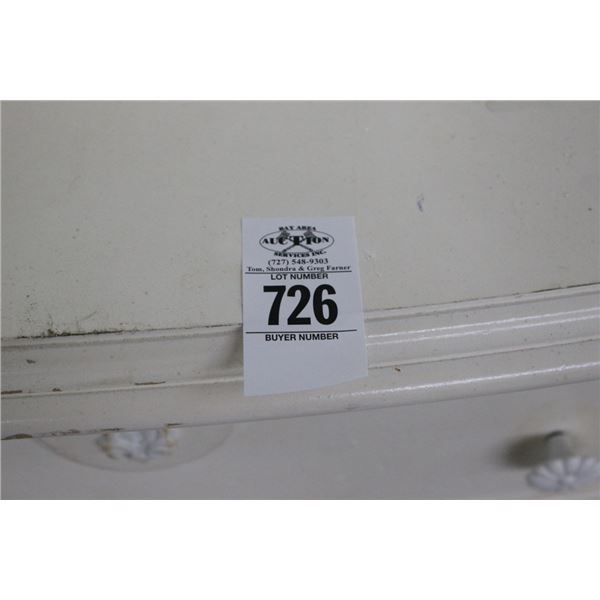 BAY AREA
AUCTION
SERVICES INC.
(727) 548-9303
Tom, Shondra & Greg Farner
LOT NUMBER
726
BUYER NUMBER